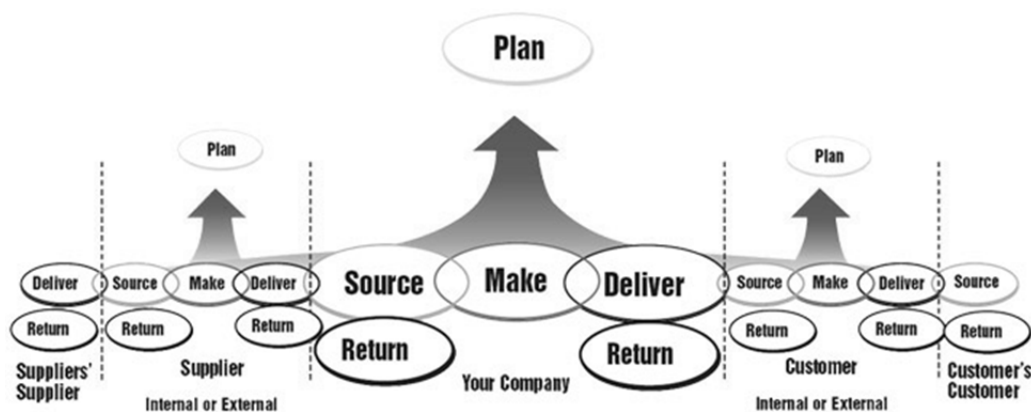 Plan
Plan
Plan
Deliver
Source
Make
Deliver
Source
Make
Deliver
Source
Make
Deliver
Source
Return
Return
Return
Return
Return
Return
Return
Return
Suppliers'
Supplier
Supplier
Internal or External
Your Company
Customer
Internal or External
Customer's
Customer